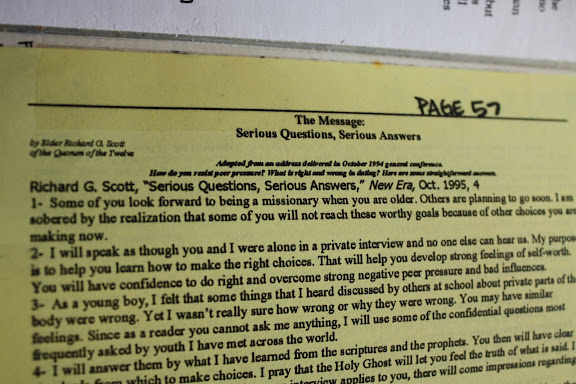 PAGE 57
The Message:
Serious Questions, Serious Answers
by Elder Richard G. Scott
of the Quorum of the Twelve
Adapted from an address delivered in October 1994 general conference.
How do you resist peer pressure? What is right and wrong in dating? Here are some straightforward answers.
Richard G. Scott, “Serious Questions, Serious Answers,” New Era, Oct. 1995, 4
1- Some of you look forward to being a missionary when you are older. Others are planning to go soon. I am
sobered by the realization that some of you will not reach these worthy goals because of other choices you are
making now.
2- I will speak as though you and I were alone in a private interview and no one else can hear us. My purpose
is to help you learn how to make the right choices. That will help you develop strong feelings of self-worth.
You will have confidence to do right and overcome strong negative peer pressure and bad influences.
3- As a young boy, I felt that some things that I heard discussed by others at school about private parts of the
body were wrong. Yet I wasn't really sure how wrong or why they were wrong. You may have similar
feelings. Since as a reader you cannot ask me anything, I will use some of the confidential questions most
frequently asked by youth I have met across the world.
4- I will answer them by what I have learned from the scriptures and the prophets. You then will have clear
from which to make choices. I pray that the Holy Ghost will let you feel the truth of what is said. I
interview applies to you, there will come impressions regarding
the
but